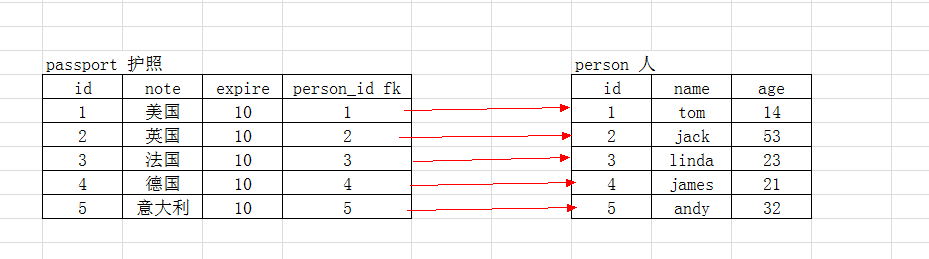 passport 护照 person 人
id note expire person_id fk id name age
1 美国 10 1 1 tom 14
2 英国 10 2 2 jack 53
3 法国 10 3 3 linda 23
4 德国 10 4 4 james 21
5 意大利 10 5 5 andy 32